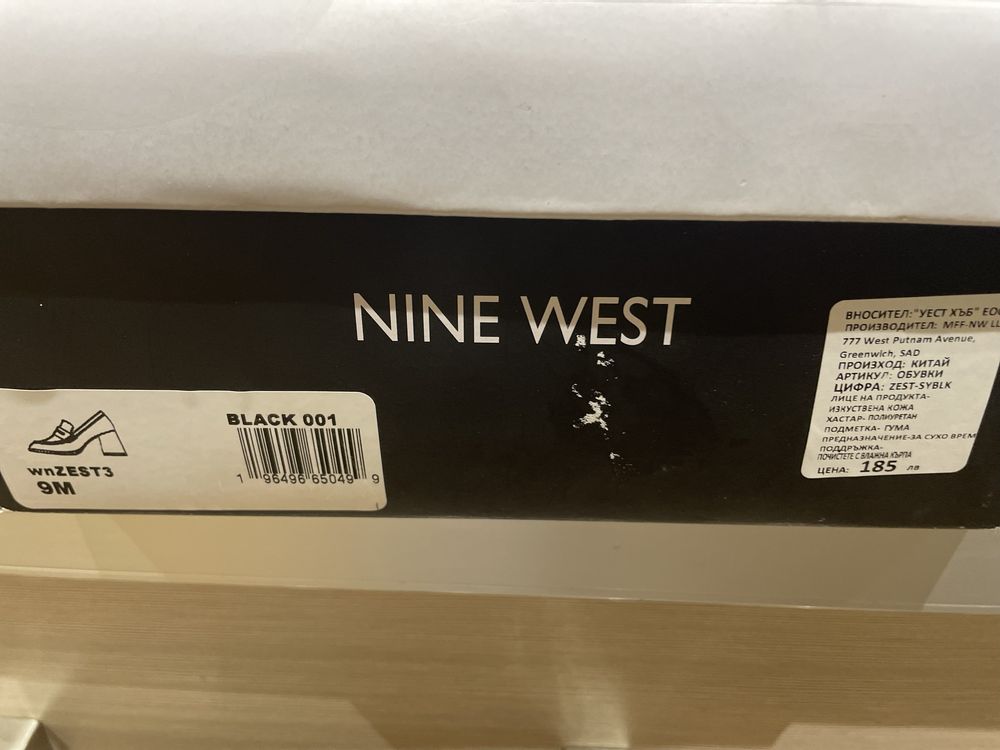 NINE WEST
BLACK 001
1 96496 65049 9
wnZEST3
9M
ВНОСИТЕЛ:"УЕСТ ХЪБ" ЕО
ПРОИЗВОДИТЕЛ: MFF-NW LL
777 West Putnam Avenue,
Greenwich, SAD
ПРОИЗХОД: КИТАЙ
АРТИКУЛ: ОБУВКИ
ЦИФРА: ZEST-SYBLK
ЛИЦЕ НА ПРОДУКТА-
ИЗКУСТВЕНА КОЖА
ХАСТАР- ПОЛИУРЕТАН
ПОДМЕТКА- ГУМА
ПРЕДНАЗНАЧЕНИЕ-ЗА СУХО ВРЕМ
ПОДДРЪЖКА-
ПОЧИСТЕТЕ С ВЛАЖНА КЪРПА
ЦЕНА: 185 лв